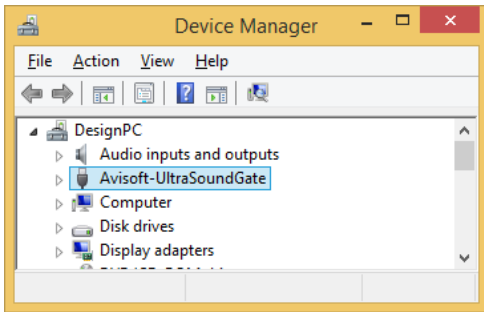 Device Manager
File Action View Help
DesignPC
Audio inputs and outputs
Avisoft-UltraSoundGate
Computer
Disk drives
Display adapters